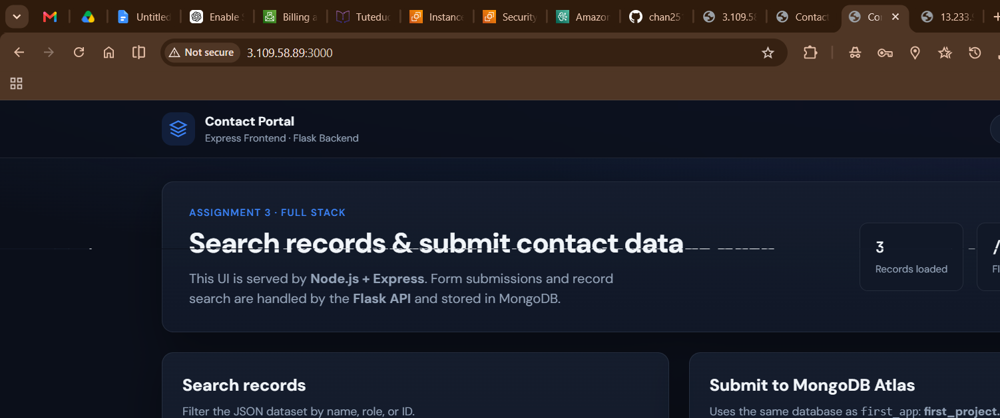 Untitled
Enable
Billing a
Tutedu
Instance
Security
Amazon
chan25
3.109.58
Contact
Co
13.233.
Not secure
3.109.58.89:3000
Contact Portal
Express Frontend · Flask Backend
ASSIGNMENT 3 · FULL STACK
Search records & submit contact data
3
Records loaded
/
Fl
This UI is served by Node.js + Express. Form submissions and record
search are handled by the Flask API and stored in MongoDB.
Search records
Filter the JSON dataset by name, role, or ID.
Submit to MongoDB Atlas
Uses the same database as first_app: first_project.